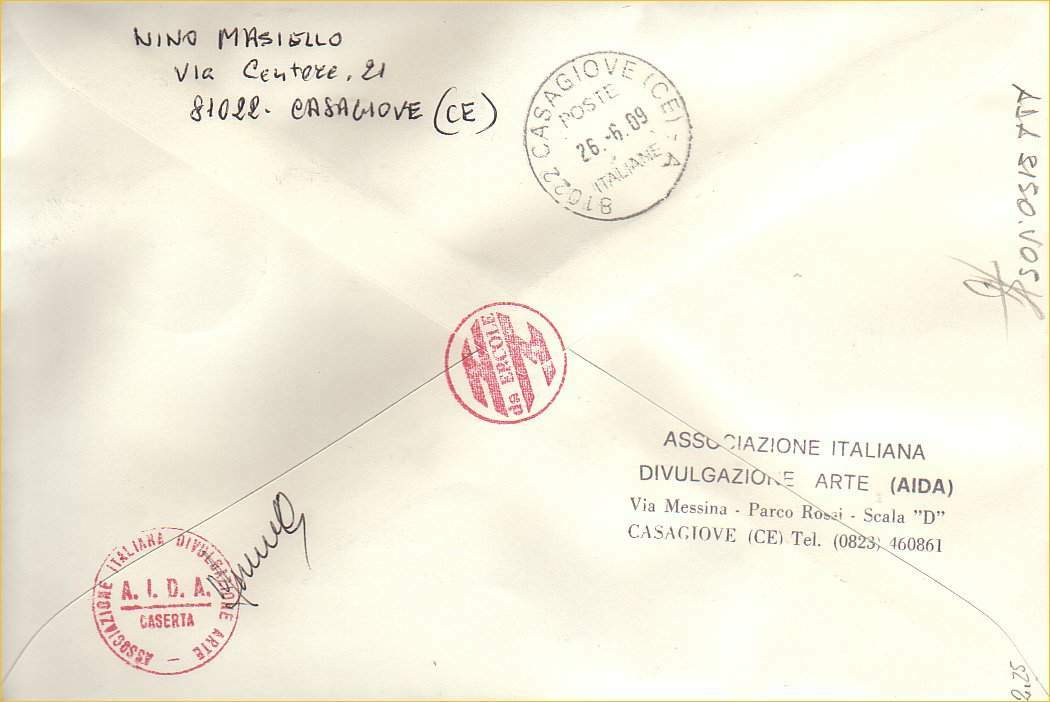 NINO MASIELLO
Via Centore, 21
81022 - CASAGIOVE (CE)
81022 CASAGIOVE (CE) - A
POSTE
26.-6.09
ITALIANE
ERCOLE
ASSOCIAZIONE ITALIANA
DIVULGAZIONE ARTE (AIDA)
Via Messina - Parco Rossi - Scala "D"
CASAGIOVE (CE) Tel. (0823) 460861
ASSOCIAZIONE ITALIANA DIVULGAZIONE ARTE -
A. I. D. A.
CASERTA